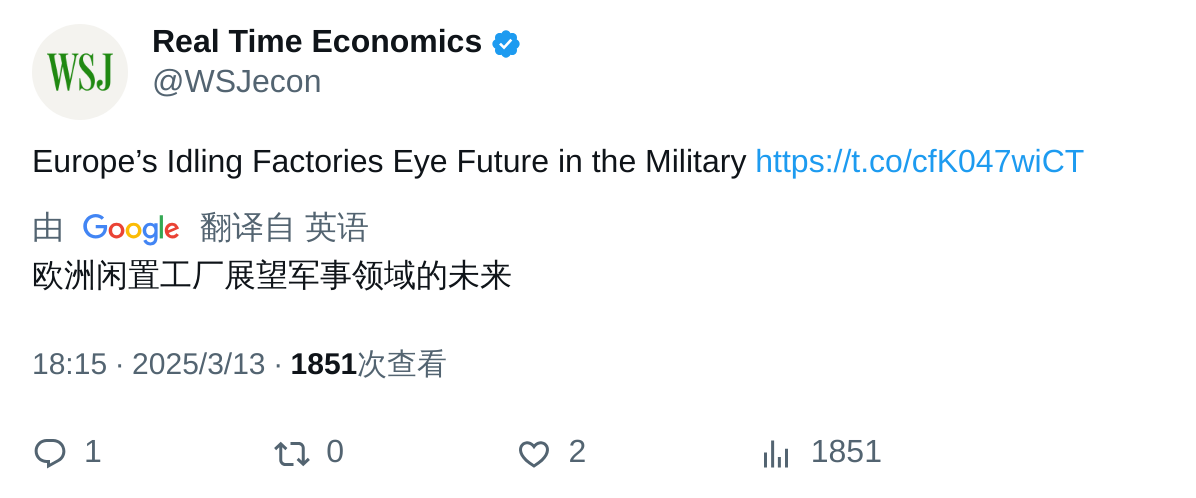 WSJ
Real Time Economics
@WSJecon
Europe’s Idling Factories Eye Future in the Military https://t.co/cfK047wiCT
由 Google 翻译自 英语
欧洲闲置工厂展望军事领域的未来
18:15 · 2025/3/13 · 1851次查看
1 0 2 1851